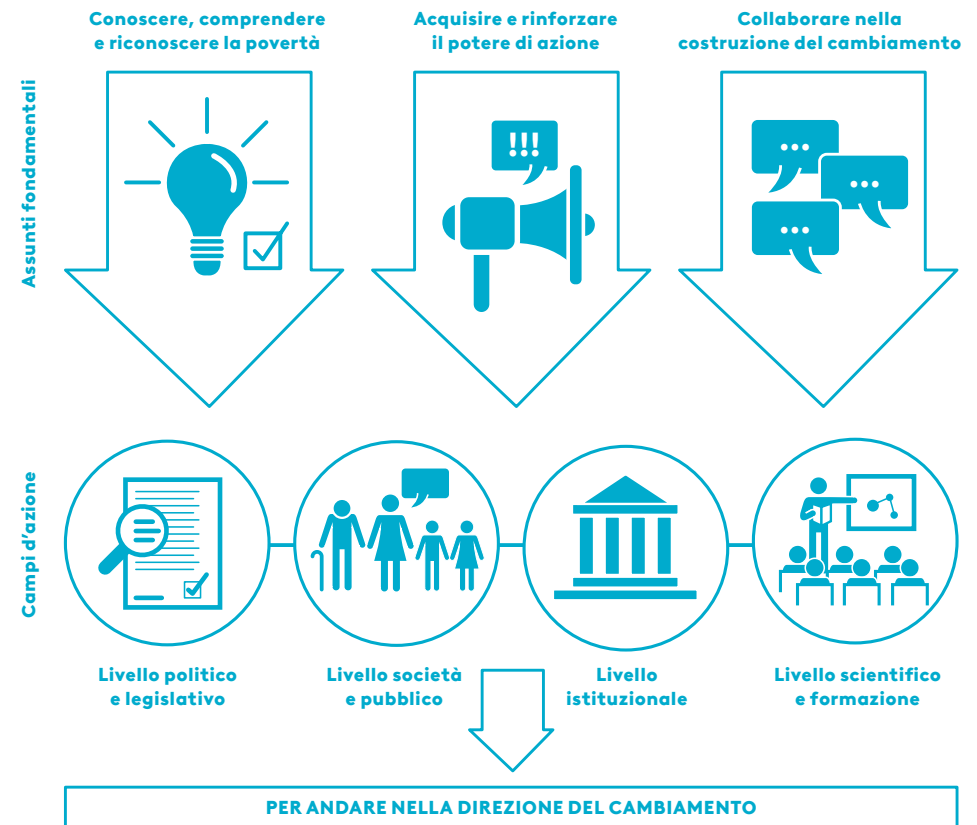 Conoscere, comprendere
e riconoscere la povertà
Acquisire e rinforzare
il potere di azione
Collaborare nella
costruzione del cambiamento
Assunti fondamentali
!!!
...
...
...
Campi d'azione
Livello politico
e legislativo
Livello società
e pubblico
Livello
istituzionale
Livello scientifico
e formazione
PER ANDARE NELLA DIREZIONE DEL CAMBIAMENTO